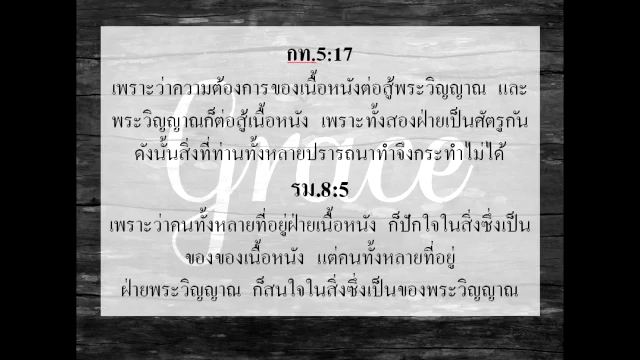 Grace
กท.5:17
เพราะว่าความต้องการของเนื้อหนังต่อสู้พระวิญญาณ และ
พระวิญญาณก็ต่อสู้เนื้อหนัง เพราะทั้งสองฝ่ายเป็นศัตรูกัน
ดังนั้นสิ่งที่ท่านทั้งหลายปรารถนาทำจึงกระทำไม่ได้
รม.8:5
เพราะว่าคนทั้งหลายที่อยู่ฝ่ายเนื้อหนัง ก็ปักใจในสิ่งซึ่งเป็น
ของของเนื้อหนัง แต่คนทั้งหลายที่อยู่
ฝ่ายพระวิญญาณ ก็สนใจในสิ่งซึ่งเป็นของพระวิญญาณ